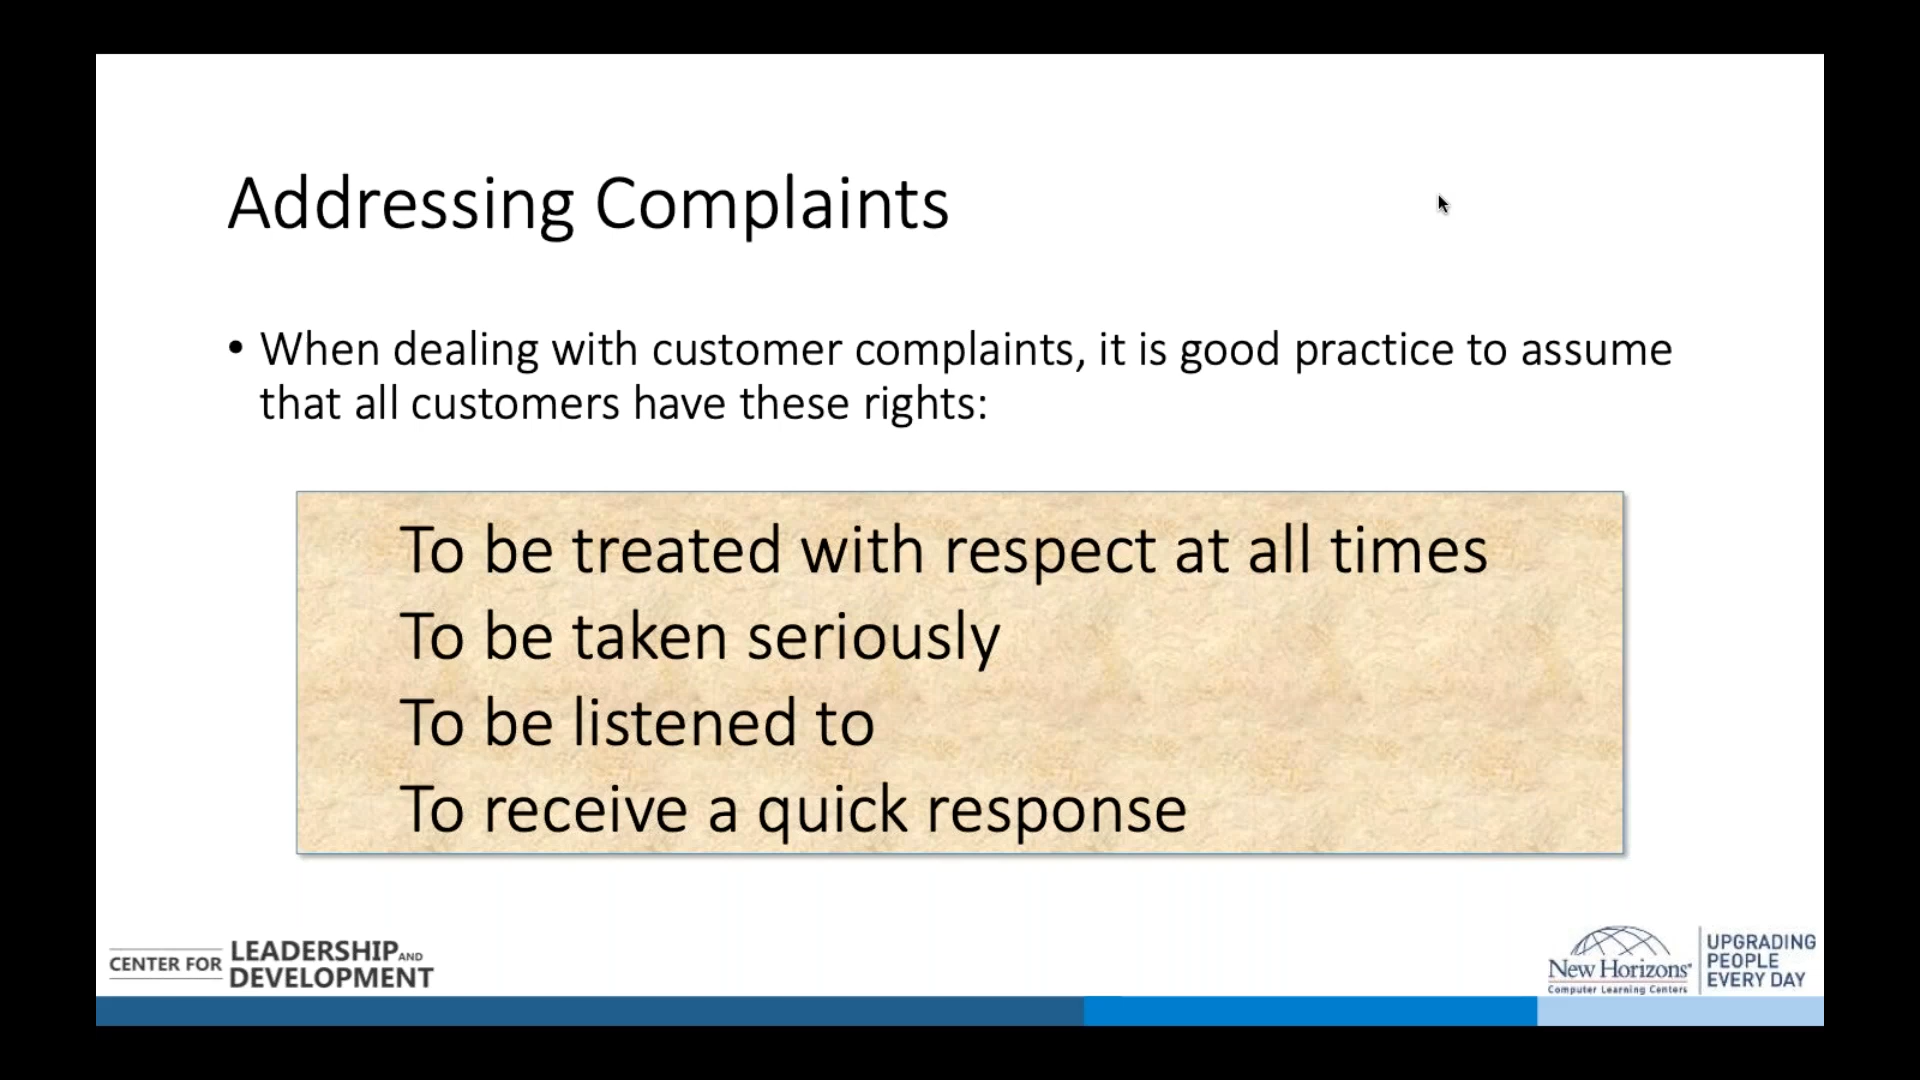 Addressing Complaints
• When dealing with customer complaints, it is good practice to assume
that all customers have these rights:
To be treated with respect at all times
To be taken seriously
To be listened to
To receive a quick response
CENTER FOR LEADERSHIP AND
DEVELOPMENT
New Horizons®
Computer Learning Centers
UPGRADING
PEOPLE
EVERY DAY